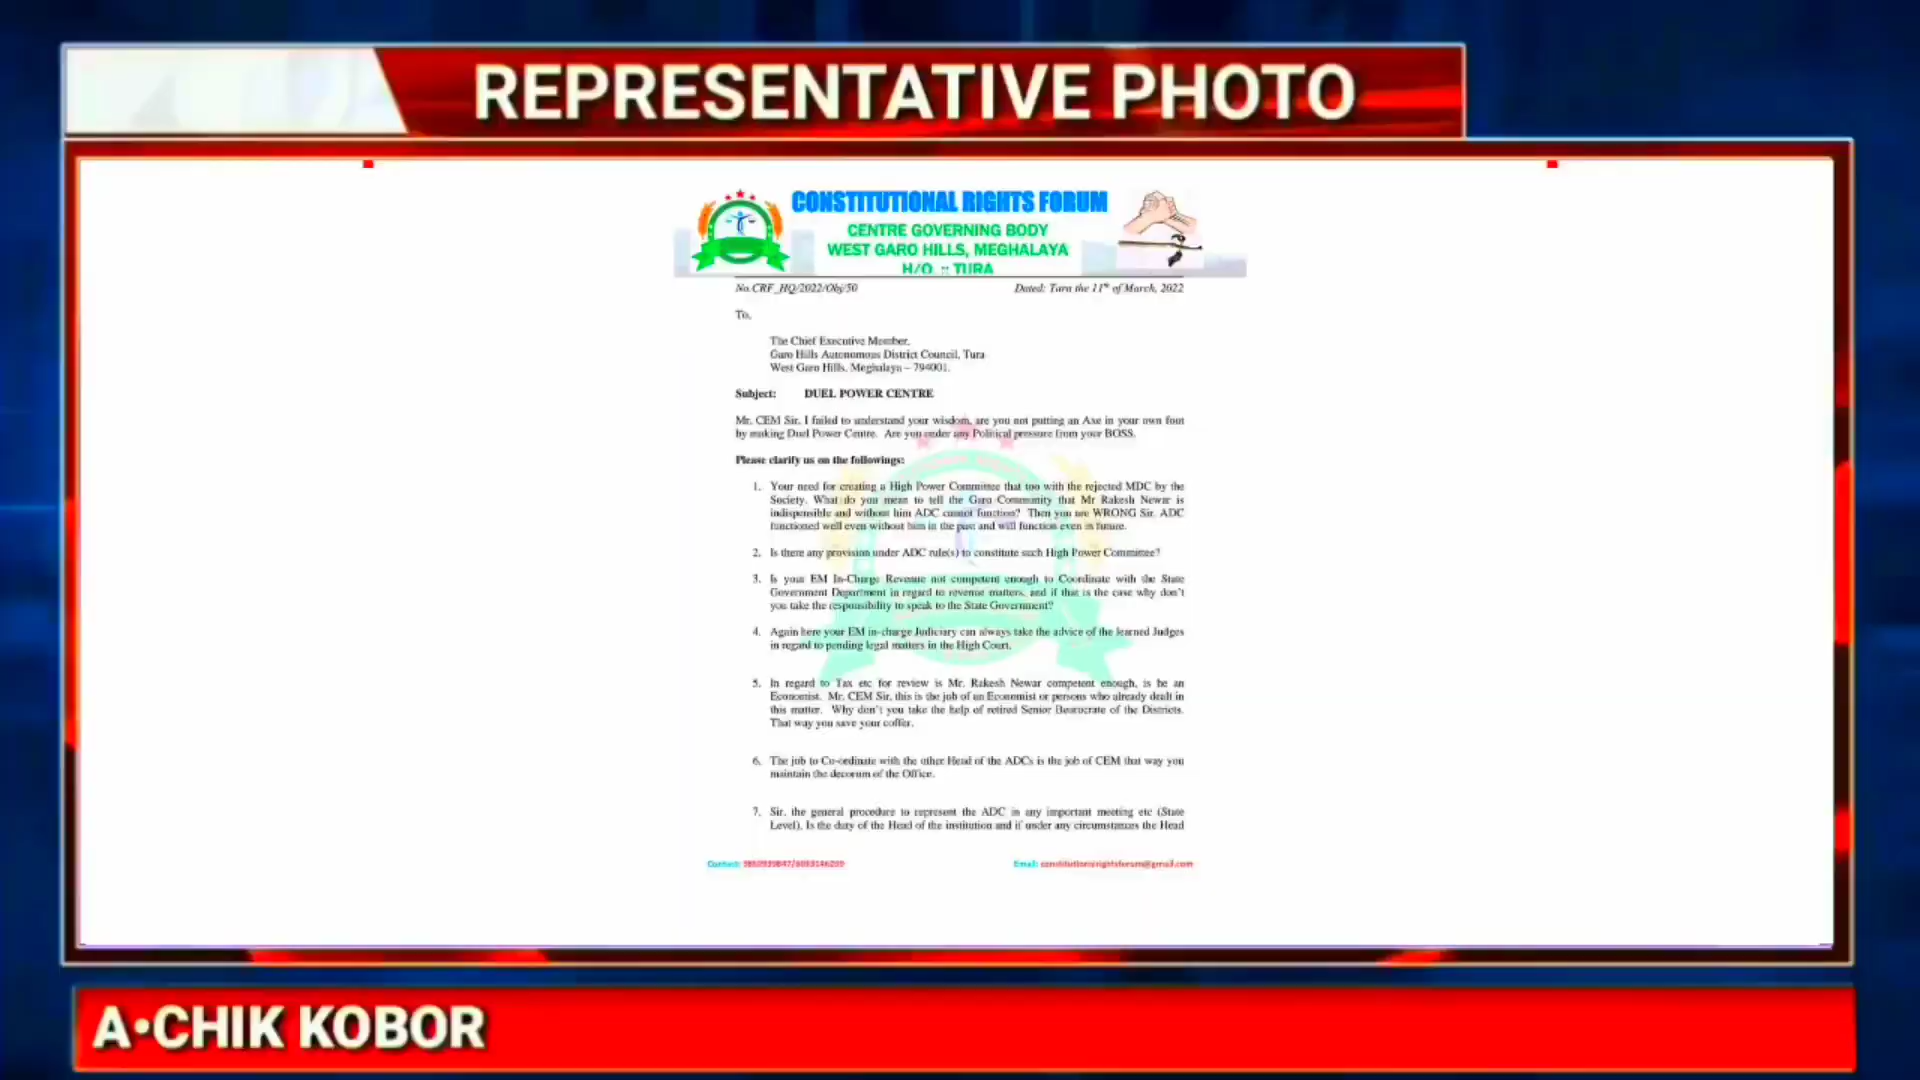 REPRESENTATIVE PHOTO
CONSTITUTIONAL RIGHTS FORUM
CENTRE GOVERNING BODY
WEST GARO HILLS, MEGHALAYA
H/O :: TURA
No.CRF_HQ/2022/Obj/50 Dated: Tura the 11th of March, 2022
To,
The Chief Executive Member,
Garo Hills Autonomous District Council, Tura
West Garo Hills, Meghalaya – 794001.
Subject: DUEL POWER CENTRE
Mr. CEM Sir, I failed to understand your wisdom, are you not putting an Axe in your own foot
by making Duel Power Centre. Are you under any Political pressure from your BOSS.
Please clarify us on the followings:
1. Your need for creating a High Power Committee that too with the rejected MDC by the
Society. What do you mean to tell the Garo Community that Mr Rakesh Newar is
indispensible and without him ADC cannot function? Then you are WRONG Sir. ADC
functioned well even without him in the past and will function even in future.
2. Is there any provision under ADC rule(s) to constitute such High Power Committee?
3. Is your EM In-Charge Revenue not competent enough to Coordinate with the State
Government Department in regard to revenue matters, and if that is the case why don't
you take the responsibility to speak to the State Government?
4. Again here your EM in-charge Judiciary can always take the advice of the learned Judges
in regard to pending legal matters in the High Court.
5. In regard to Tax etc for review is Mr. Rakesh Newar competent enough, is he an
Economist. Mr. CEM Sir, this is the job of an Economist or persons who already dealt in
this matter. Why don't you take the help of retired Senior of the Districts.
That way you save your coffer.
6. The job to Co-ordinate with the other Head of the ADCs is the job of CEM that way you
maintain the decorum of the Office.
7. Sir, the general procedure to represent the ADC in any important meeting etc (State
Level). Is the duty of the Head of the institution and if under any circumstances the Head
Contact: Email: constitutionalrightsforum@gmail.com
A•CHIK KOBOR